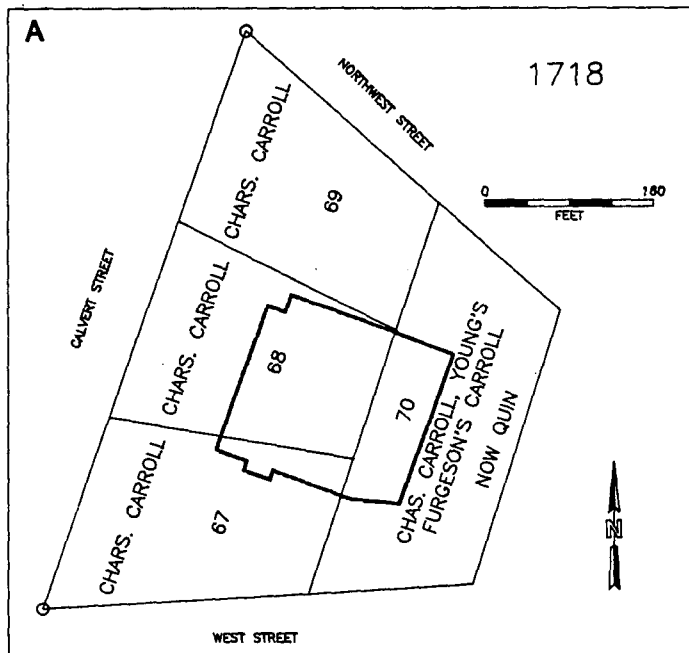 A
1718
NORTHWEST STREET
0 160
FEET
CALVERT STREET
CHARS. CARROLL
69
CHARS. CARROLL
68
CHARS. CARROLL
67
70
CHAS. CARROLL, YOUNG'S
FURGESON'S CARROLL
NOW QUIN
N
WEST STREET